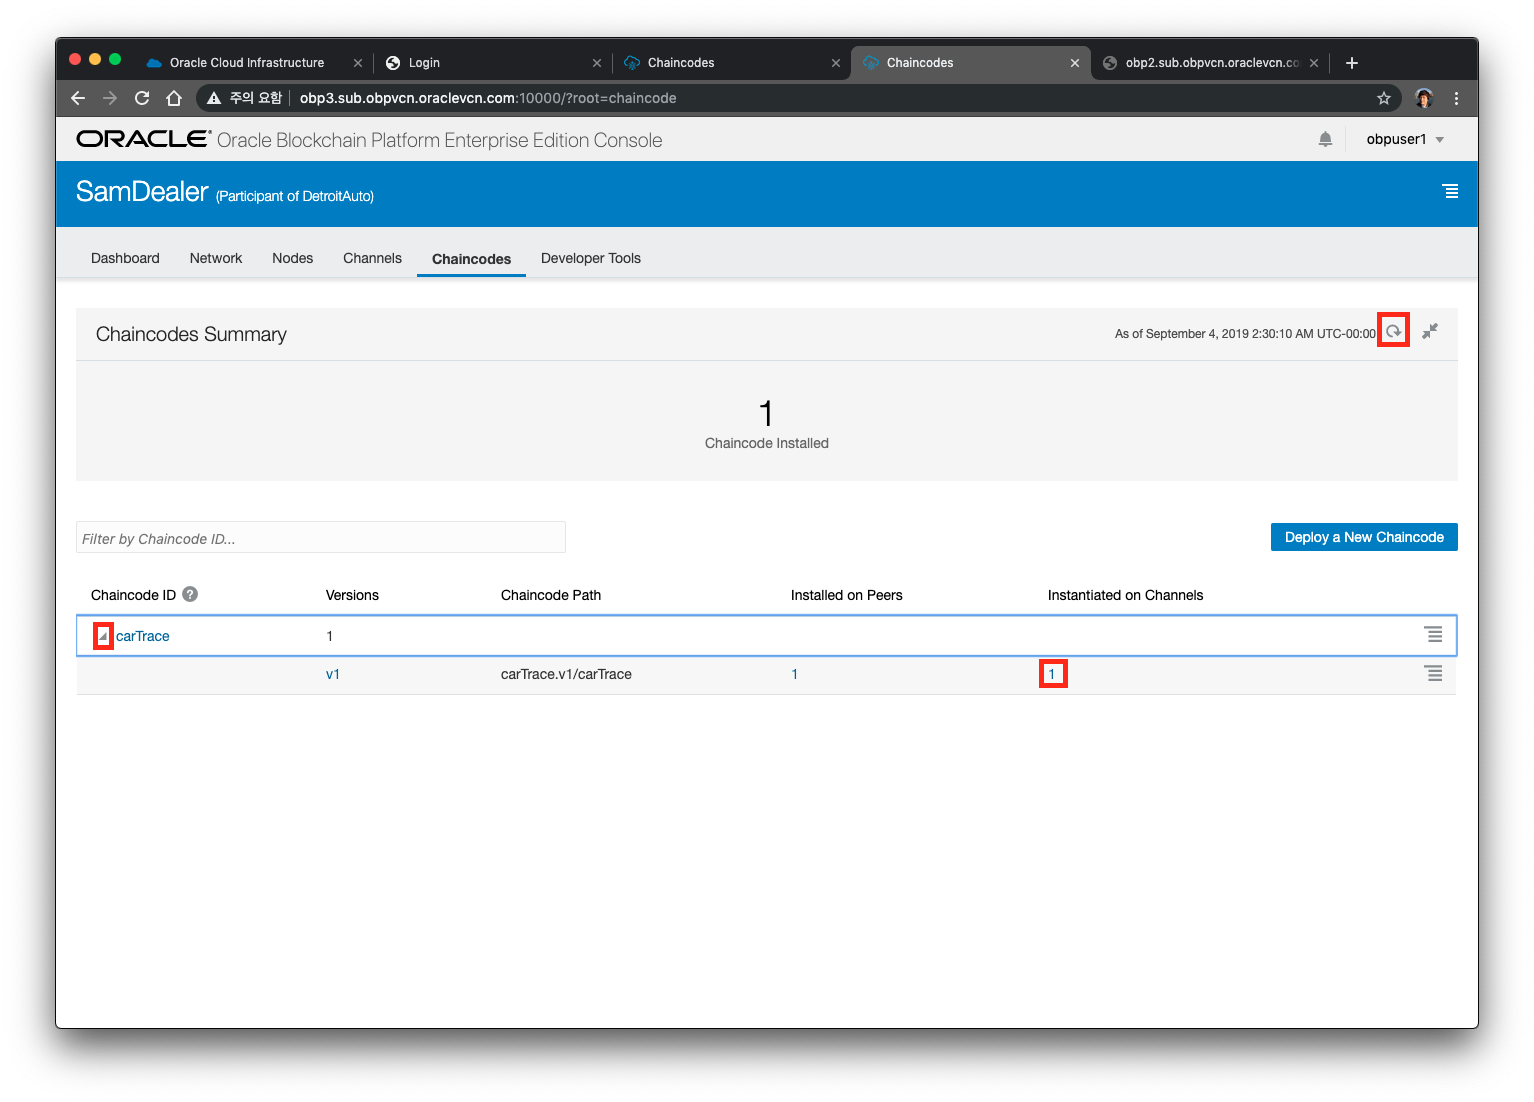 Oracle Cloud Infrastructure
Login
Chaincodes
Chaincodes
obp2.sub.obpvcn.oraclevcn.co
주의 요함
obp3.sub.obpvcn.oraclevcn.com:10000/?root=chaincode
ORACLE Oracle Blockchain Platform Enterprise Edition Console
obpuser1
SamDealer (Participant of DetroitAuto)
Dashboard Network Nodes Channels Chaincodes Developer Tools
Chaincodes Summary
As of September 4, 2019 2:30:10 AM UTC-00:00
1
Chaincode Installed
Filter by Chaincode ID...
Deploy a New Chaincode
Chaincode ID ? Versions Chaincode Path Installed on Peers Instantiated on Channels
carTrace 1
v1 carTrace.v1/carTrace 1 1